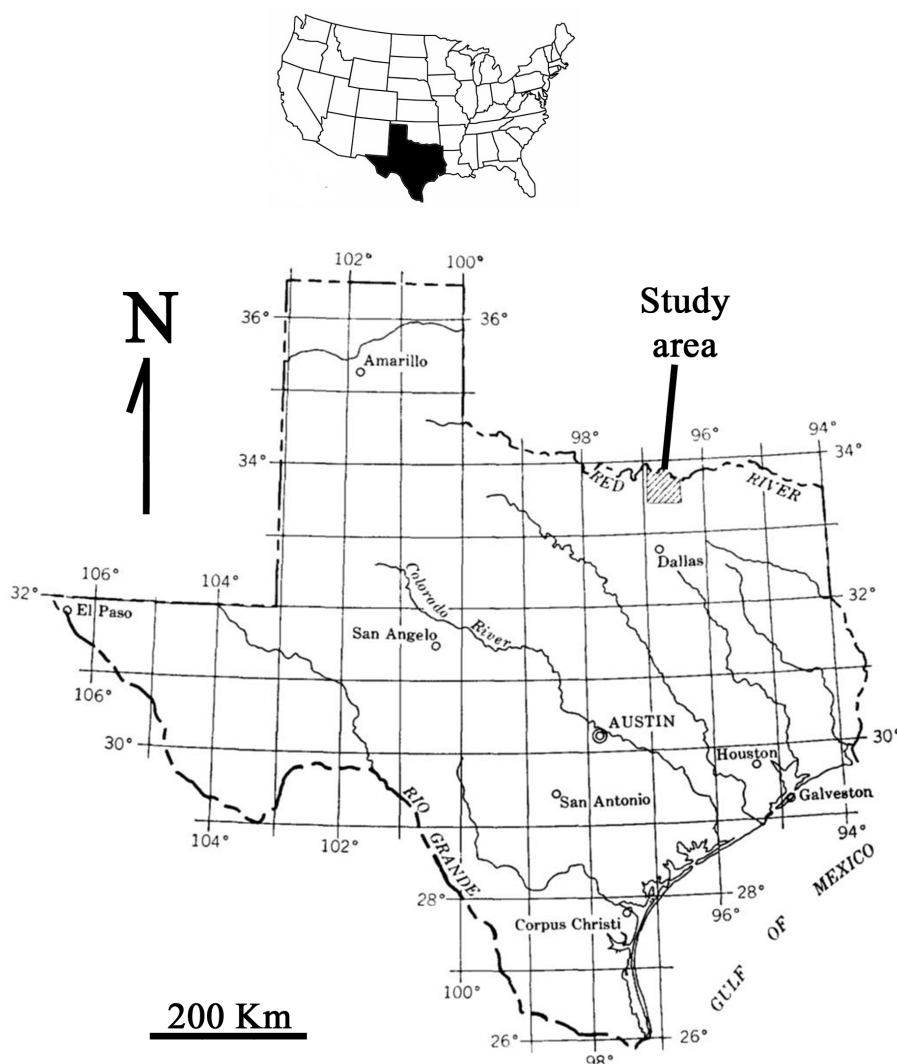 102°
100°
N
Study
area
36°
36°
Amarillo
98°
96°
94°
34°
34°
RED
RIVER
Dallas
106°
104°
32°
32°
El Paso
Colorado
River
San Angelo
106°
AUSTIN
30°
30°
Houston
San Antonio
Galveston
RIO
GRANDE
104°
102°
94°
28°
28°
96°
Corpus Christi
GULF OF MEXICO
100°
200 Km
26°
26°
98°